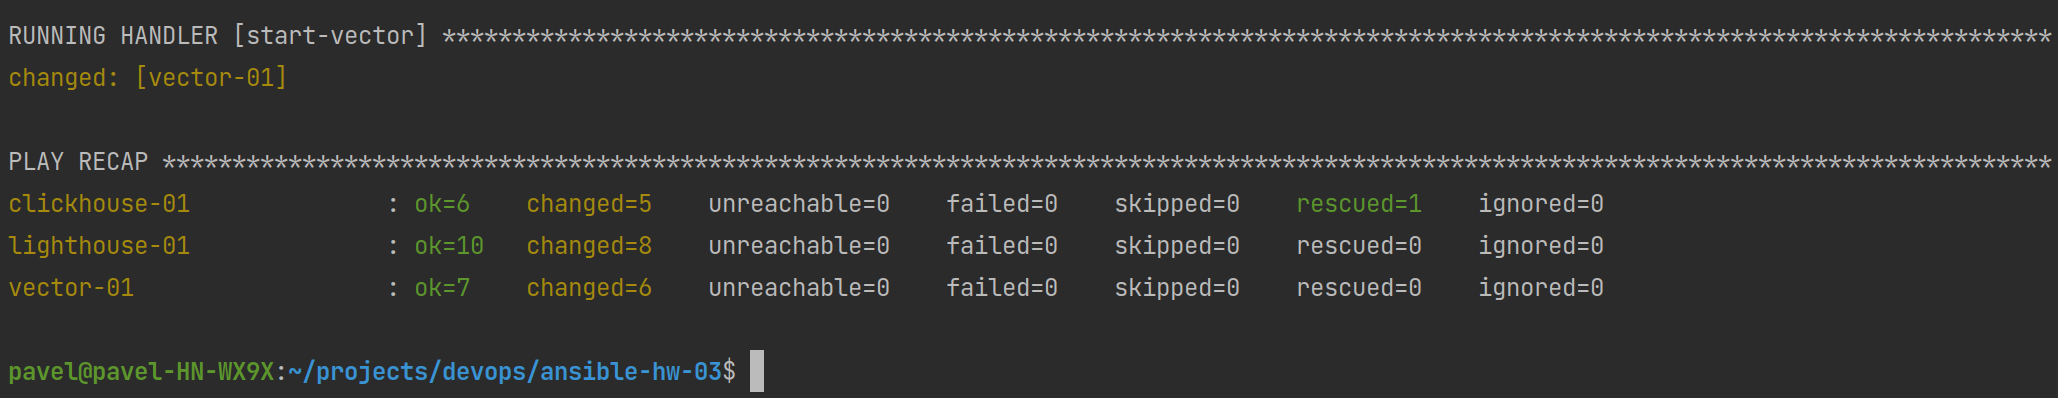 RUNNING HANDLER [start-vector] *******************************************************************************************************************
changed: [vector-01]
PLAY RECAP ***************************************************************************************************************************************
clickhouse-01              : ok=6    changed=5    unreachable=0    failed=0    skipped=0    rescued=1    ignored=0
lighthouse-01              : ok=10   changed=8    unreachable=0    failed=0    skipped=0    rescued=0    ignored=0
vector-01                  : ok=7    changed=6    unreachable=0    failed=0    skipped=0    rescued=0    ignored=0
pavel@pavel-HN-WX9X:~/projects/devops/ansible-hw-03$